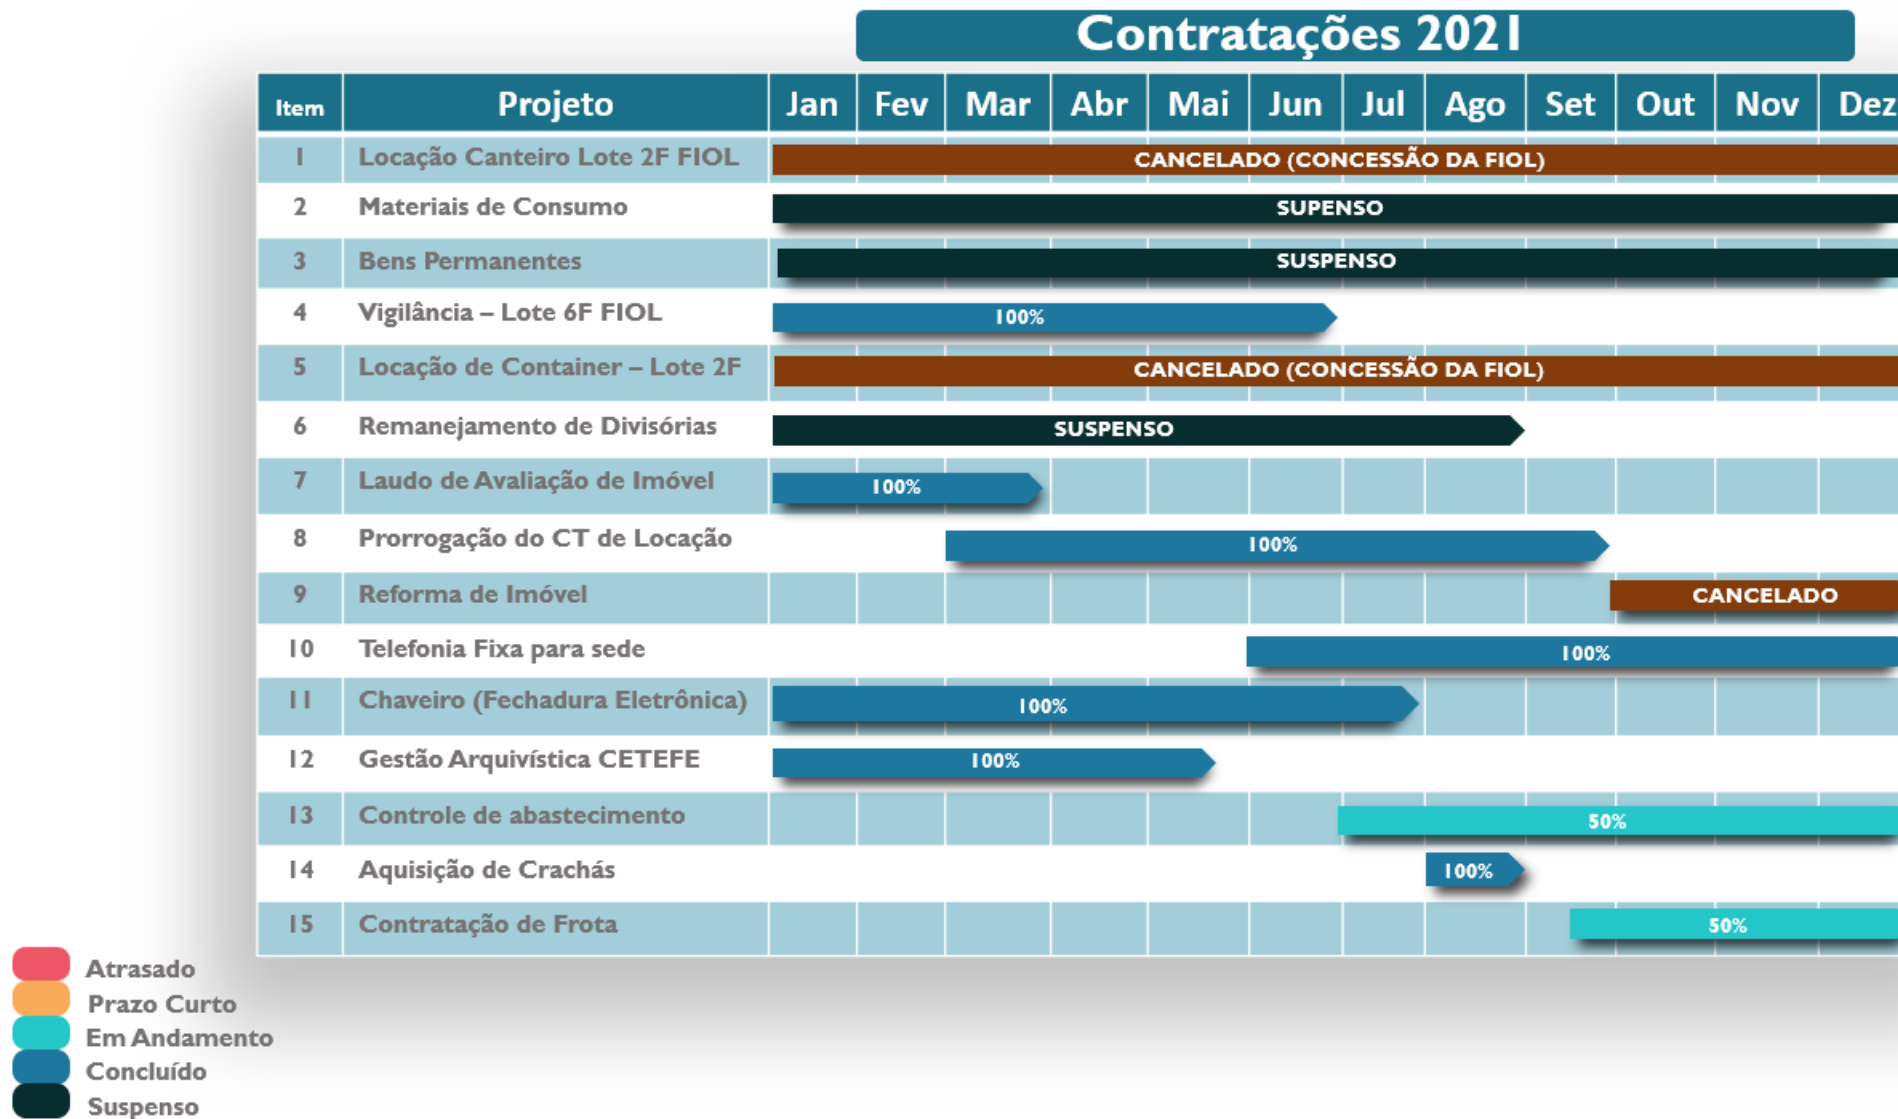 Contratações 2021
Item Projeto Jan Fev Mar Abr Mai Jun Jul Ago Set Out Nov Dez
1 Locação Canteiro Lote 2F FIOL CANCELADO (CONCESSÃO DA FIOL)
2 Materiais de Consumo SUPENSO
3 Bens Permanentes SUSPENSO
4 Vigilância – Lote 6F FIOL 100%
5 Locação de Container – Lote 2F CANCELADO (CONCESSÃO DA FIOL)
6 Remanejamento de Divisórias SUSPENSO
7 Laudo de Avaliação de Imóvel 100%
8 Prorrogação do CT de Locação 100%
9 Reforma de Imóvel CANCELADO
10 Telefonia Fixa para sede 100%
11 Chaveiro (Fechadura Eletrônica) 100%
12 Gestão Arquivística CETEFE 100%
13 Controle de abastecimento 50%
14 Aquisição de Crachás 100%
15 Contratação de Frota 50%
Atrasado
Prazo Curto
Em Andamento
Concluído
Suspenso